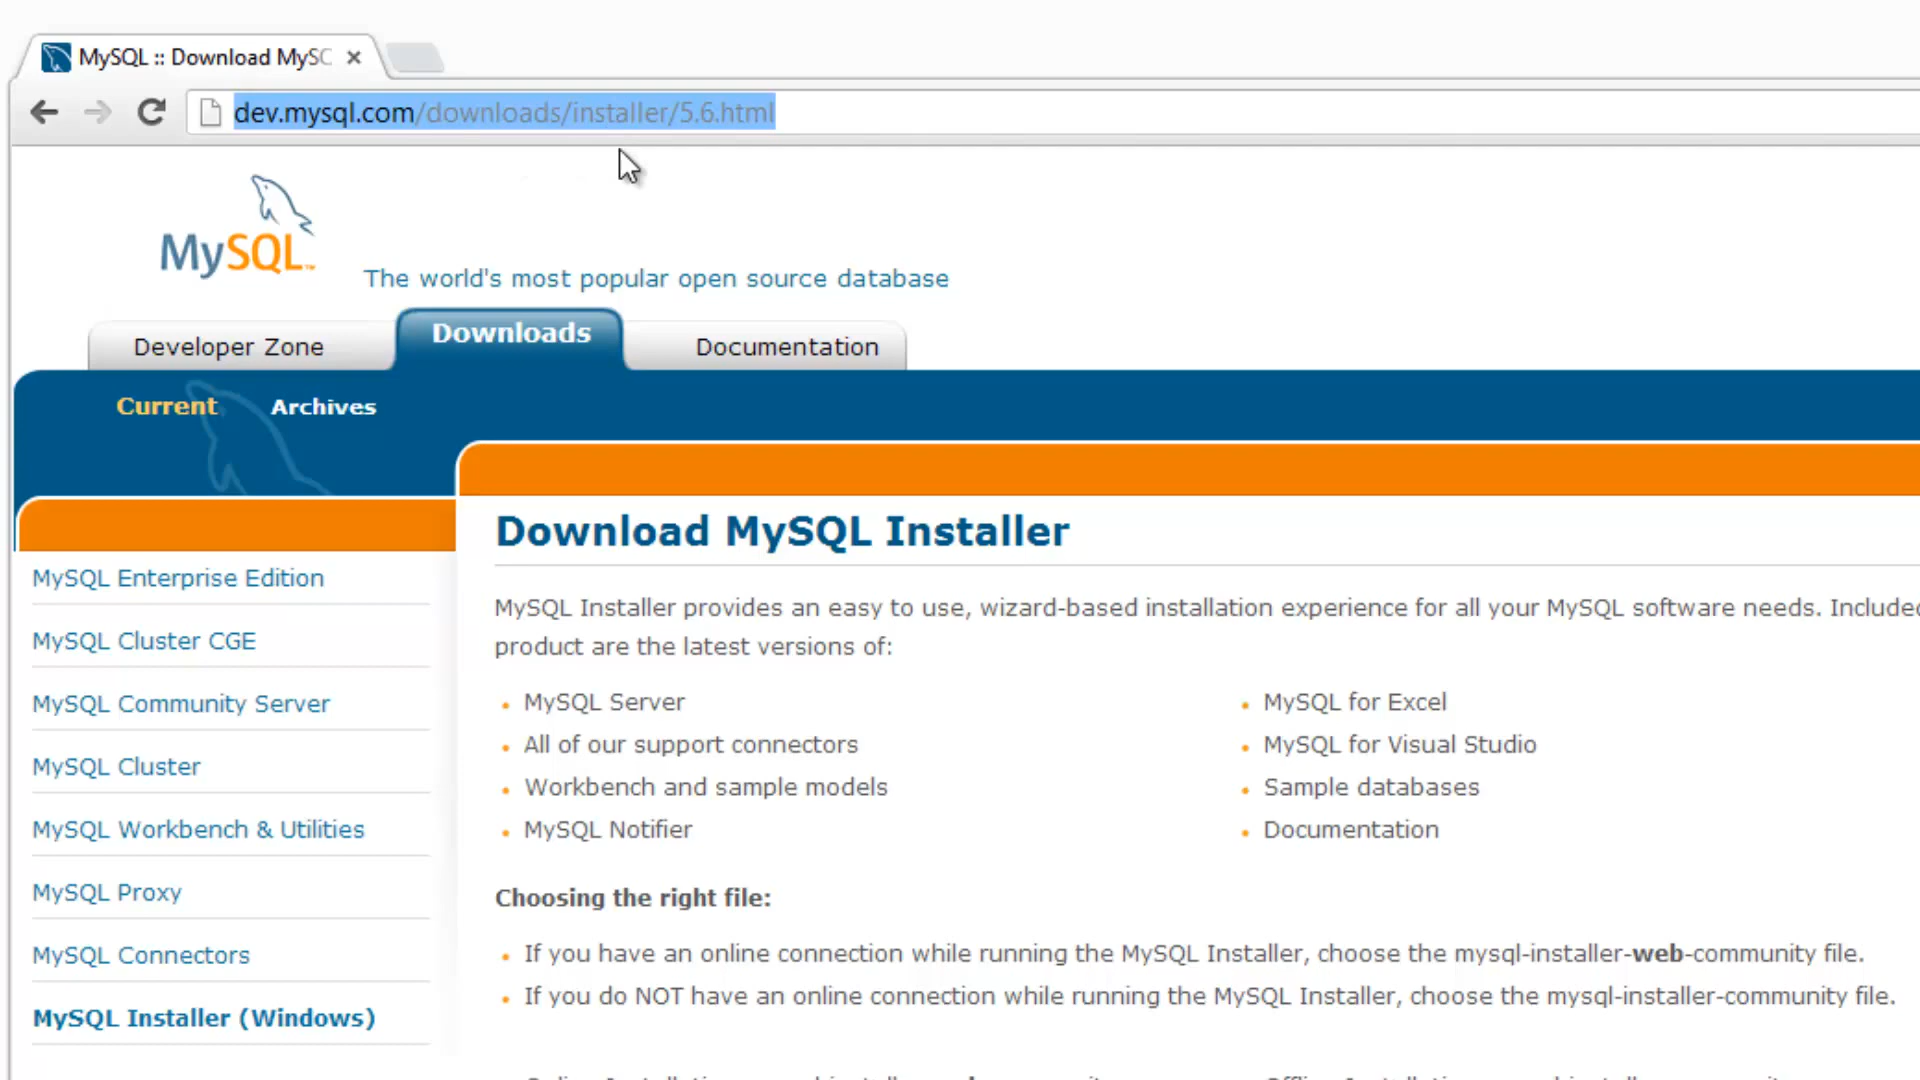 MySQL :: Download MySC
dev.mysql.com/downloads/installer/5.6.html
MySQL™
The world's most popular open source database
Developer Zone
Downloads
Documentation
Current
Archives
Download MySQL Installer
MySQL Enterprise Edition
MySQL Cluster CGE
MySQL Community Server
MySQL Cluster
MySQL Workbench & Utilities
MySQL Proxy
MySQL Connectors
MySQL Installer (Windows)
MySQL Installer provides an easy to use, wizard-based installation experience for all your MySQL software needs. Included
product are the latest versions of:
• MySQL Server
• All of our support connectors
• Workbench and sample models
• MySQL Notifier
• MySQL for Excel
• MySQL for Visual Studio
• Sample databases
• Documentation
Choosing the right file:
• If you have an online connection while running the MySQL Installer, choose the mysql-installer-web-community file.
• If you do NOT have an online connection while running the MySQL Installer, choose the mysql-installer-community file.